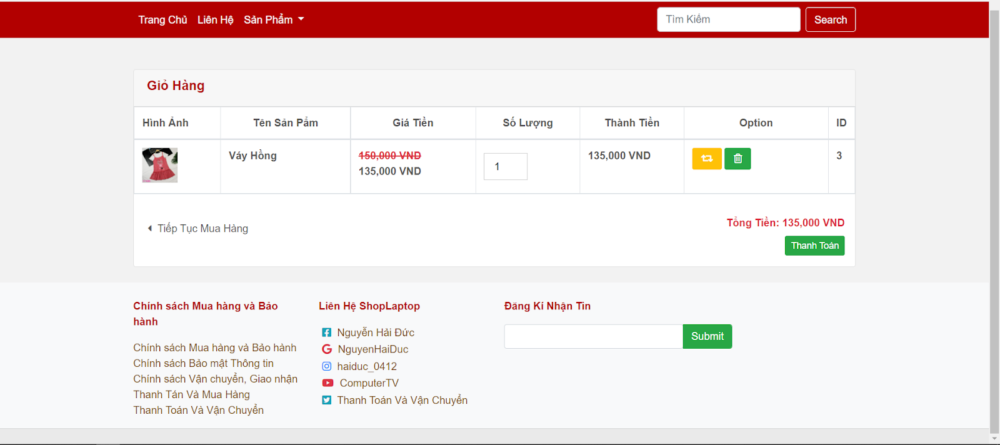 Trang Chủ Liên Hệ Sản Phẩm Tìm Kiếm Search
Giỏ Hàng
Hình Ảnh Tên Sản Pẩm Giá Tiền Số Lượng Thành Tiền Option ID
Váy Hồng 150,000 VND 1 135,000 VND 3
135,000 VND
Tiếp Tục Mua Hàng
Tổng Tiền: 135,000 VND
Thanh Toán
Chính sách Mua hàng và Bảo
hành
Chính sách Mua hàng và Bảo hành
Chính sách Bảo mật Thông tin
Chính sách Vận chuyển, Giao nhận
Thanh Tán Và Mua Hàng
Thanh Toán Và Vận Chuyển
Liên Hệ ShopLaptop
Nguyễn Hải Đức
NguyenHaiDuc
haiduc_0412
ComputerTV
Thanh Toán Và Vận Chuyển
Đăng Kí Nhận Tin
Submit